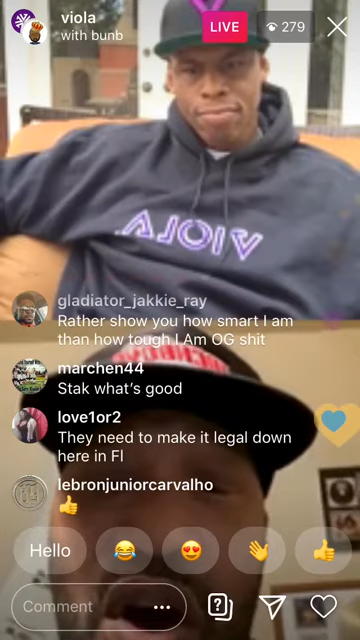 viola
with bunb
LIVE
279
VIOLA
gladiator_jakkie_ray
Rather show you how smart I am
than how tough I Am OG shit
marchen44
Stak what's good
love1or2
They need to make it legal down
here in Fl
lebronjuniorcarvalho
👍
Hello
😂
😍
👋
👍
Comment